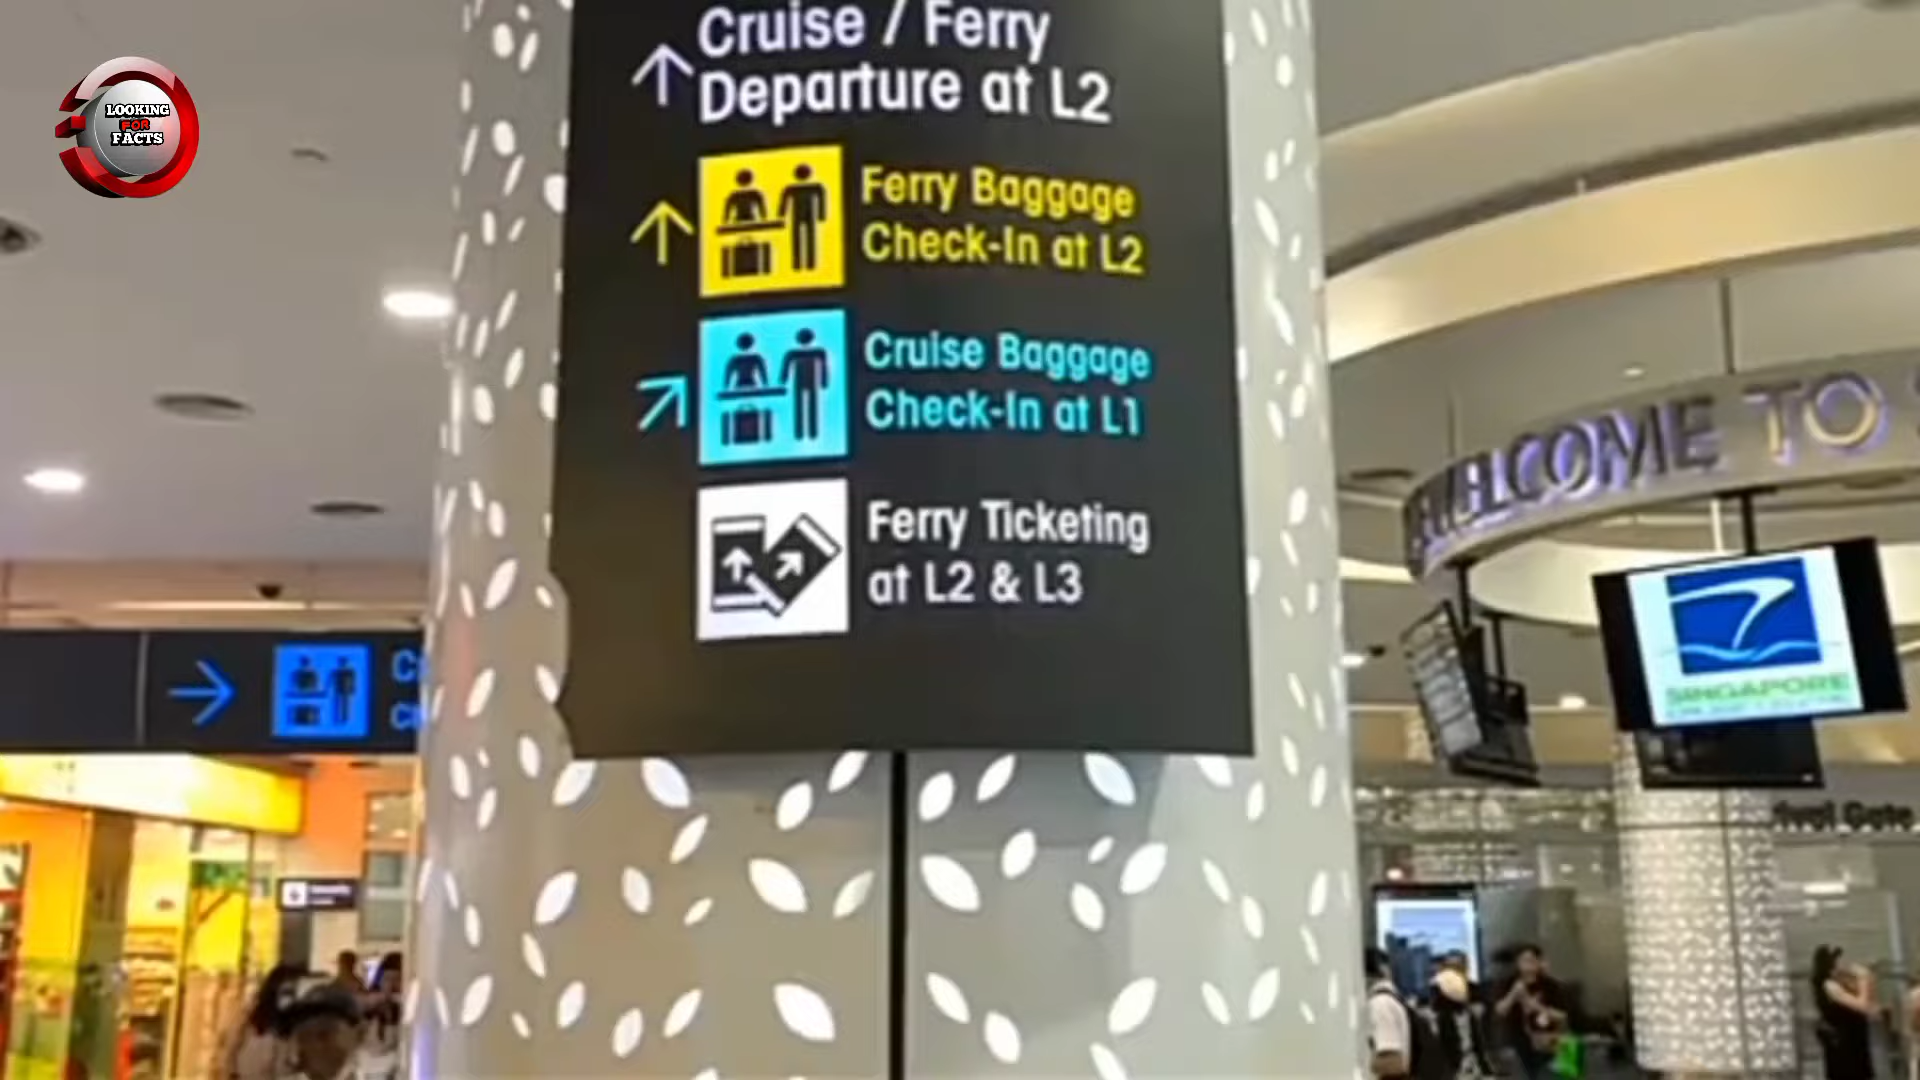 LOOKING
FOR
FACTS
Cruise / Ferry
Departure at L2
Ferry Baggage
Check-In at L2
Cruise Baggage
Check-In at L1
Ferry Ticketing
at L2 & L3
WELCOME TO
SINGAPORE
Gate